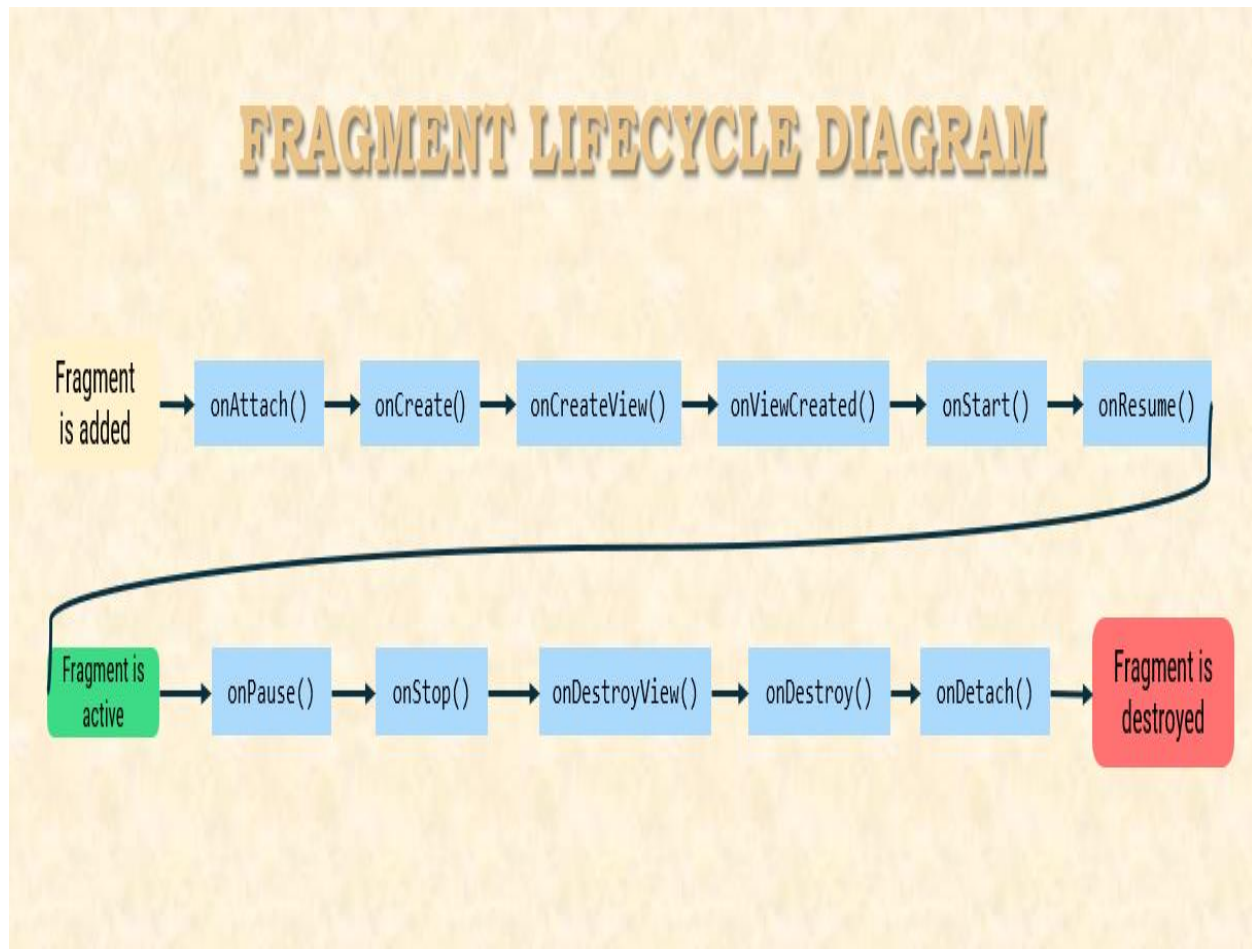 FRAGMENT LIFECYCLE DIAGRAM
Fragment
is added
onAttach()
onCreate()
onCreateView()
onViewCreated()
onStart()
onResume()
Fragment is
active
onPause()
onStop()
onDestroyView()
onDestroy()
onDetach()
Fragment is
destroyed